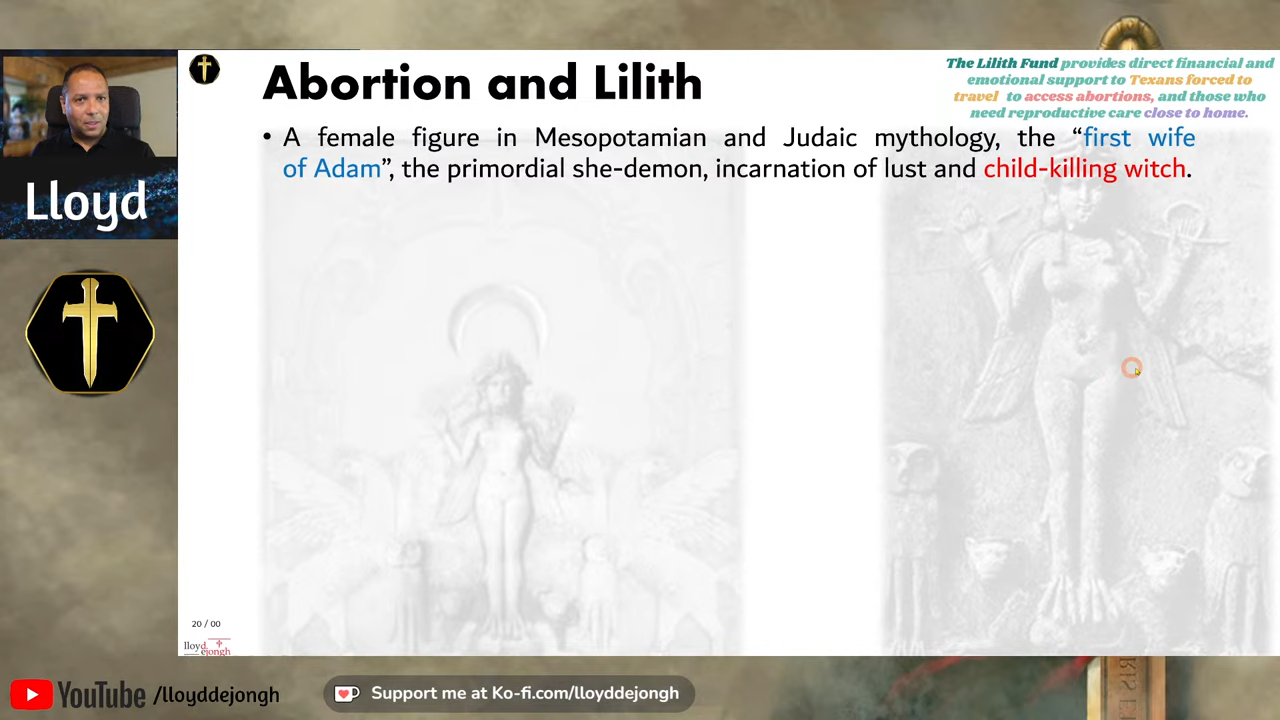 Abortion and Lilith
The Lilith Fund provides direct financial and
emotional support to Texans forced to
travel to access abortions, and those who
need reproductive care close to home.
• A female figure in Mesopotamian and Judaic mythology, the “first wife
of Adam”, the primordial she-demon, incarnation of lust and child-killing witch.
Lloyd
20 / 00
lloyd
ejongh
YouTube /lloyddejongh
Support me at Ko-fi.com/lloyddejongh